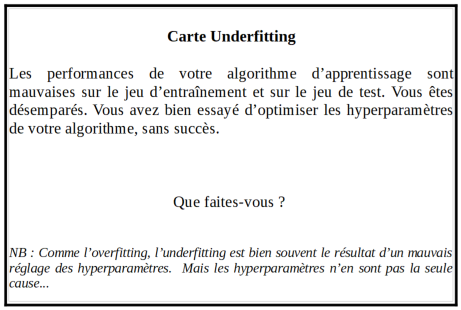 Carte Underfitting
Les performances de votre algorithme d’apprentissage sont
mauvaises sur le jeu d’entraînement et sur le jeu de test. Vous êtes
désemparés. Vous avez bien essayé d’optimiser les hyperparamètres
de votre algorithme, sans succès.
Que faites-vous ?
NB : Comme l’overfitting, l’underfitting est bien souvent le résultat d’un mauvais
réglage des hyperparamètres. Mais les hyperparamètres n’en sont pas la seule
cause...